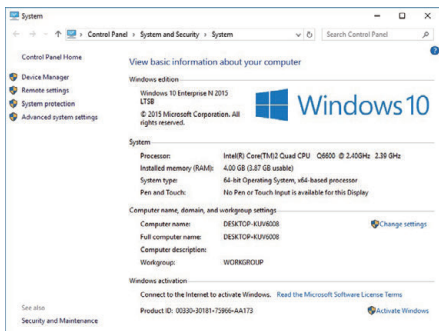 System
Control Panel > System and Security > System
Search Control Panel
Control Panel Home
Device Manager
Remote settings
System protection
Advanced system settings
See also
Security and Maintenance
View basic information about your computer
Windows edition
Windows 10 Enterprise N 2015
LTSB
© 2015 Microsoft Corporation. All
rights reserved.
Windows 10
System
Processor: Intel(R) Core(TM)2 Quad CPU Q6600 @ 2.40GHz 2.39 GHz
Installed memory (RAM): 4.00 GB (3.87 GB usable)
System type: 64-bit Operating System, x64-based processor
Pen and Touch: No Pen or Touch Input is available for this Display
Computer name, domain, and workgroup settings
Computer name: DESKTOP-KUV6008 Change settings
Full computer name: DESKTOP-KUV6008
Computer description:
Workgroup: WORKGROUP
Windows activation
Connect to the Internet to activate Windows. Read the Microsoft Software License Terms
Product ID: 00330-30181-75966-AA173 Activate Windows